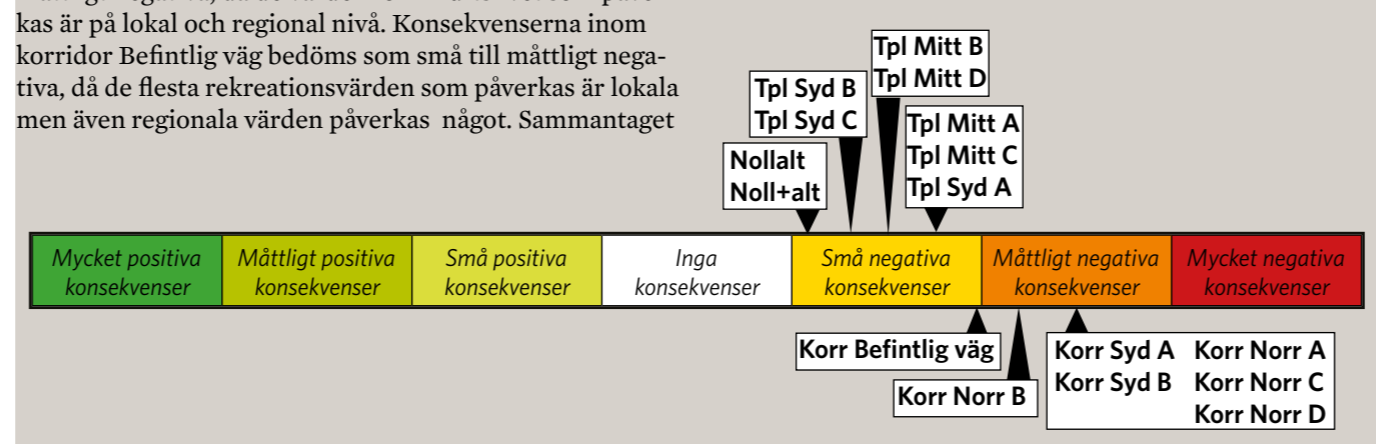 kas är på lokal och regional nivå. Konsekvenserna inom
korridor Befintlig väg bedöms som små till måttligt nega-
tiva, då de flesta rekreationsvärden som påverkas är lokala
men även regionala värden påverkas något. Sammantaget
Tpl Mitt B
Tpl Mitt D
Tpl Syd B
Tpl Syd C
Tpl Mitt A
Tpl Mitt C
Tpl Syd A
Nollalt
Noll+alt
Mycket positiva
konsekvenser
Måttligt positiva
konsekvenser
Små positiva
konsekvenser
Inga
konsekvenser
Små negativa
konsekvenser
Måttligt negativa
konsekvenser
Mycket negativa
konsekvenser
Korr Befintlig väg
Korr Norr B
Korr Syd A Korr Norr A
Korr Syd B Korr Norr C
Korr Norr D